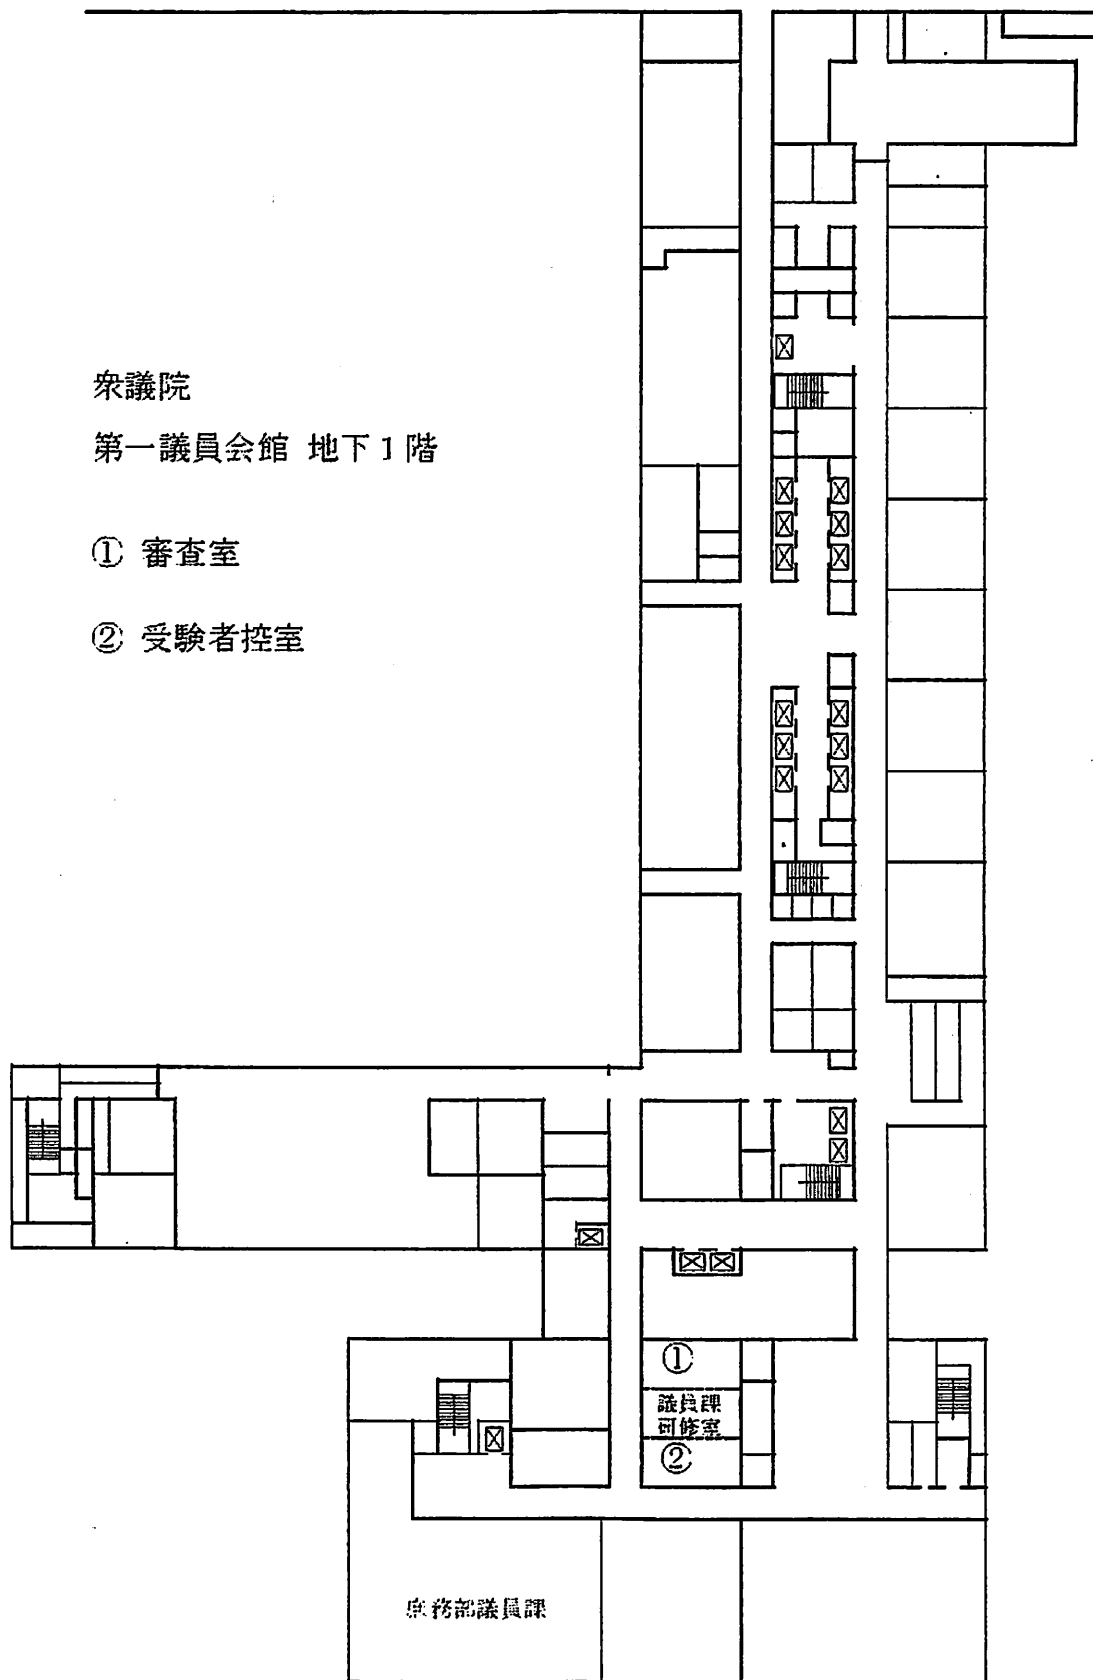 衆議院
第一議員会館 地下1階
① 審査室
② 受験者控室
①
議員課
研修室
②
庶務部議員課